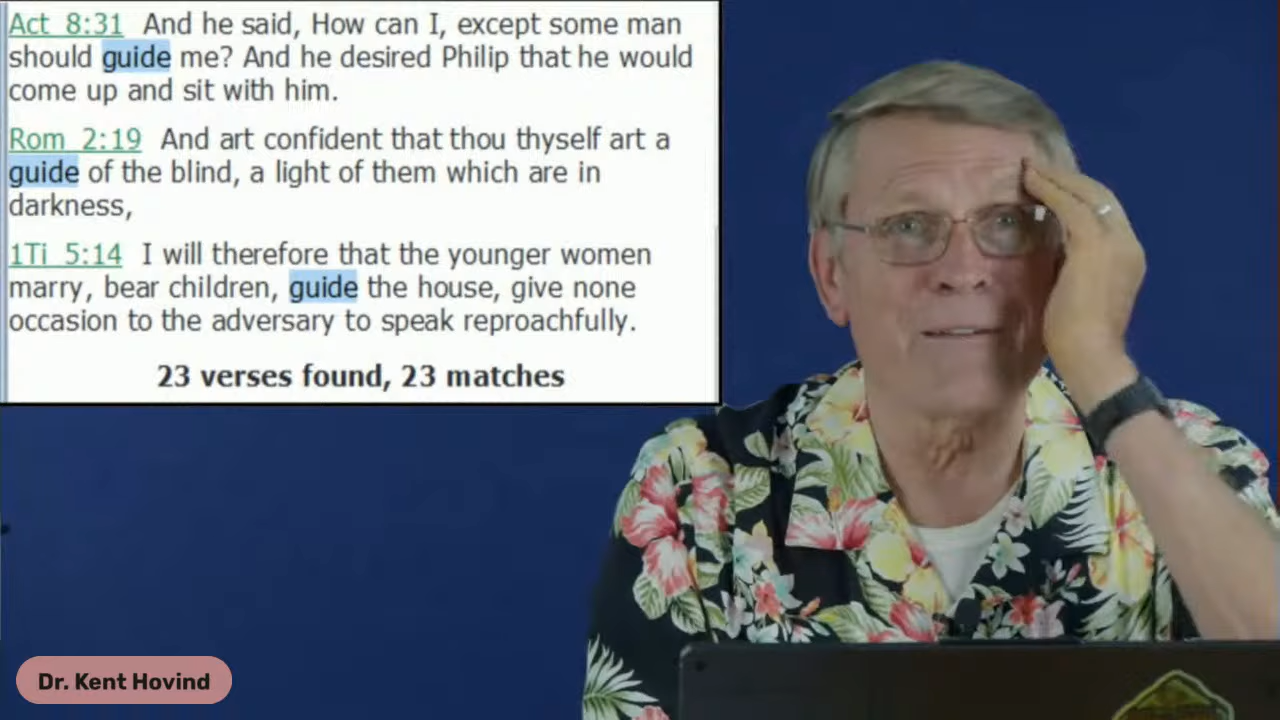 Act 8:31 And he said, How can I, except some man
should guide me? And he desired Philip that he would
come up and sit with him.
Rom 2:19 And art confident that thou thyself art a
guide of the blind, a light of them which are in
darkness,
1Ti 5:14 I will therefore that the younger women
marry, bear children, guide the house, give none
occasion to the adversary to speak reproachfully.
23 verses found, 23 matches
Dr. Kent Hovind